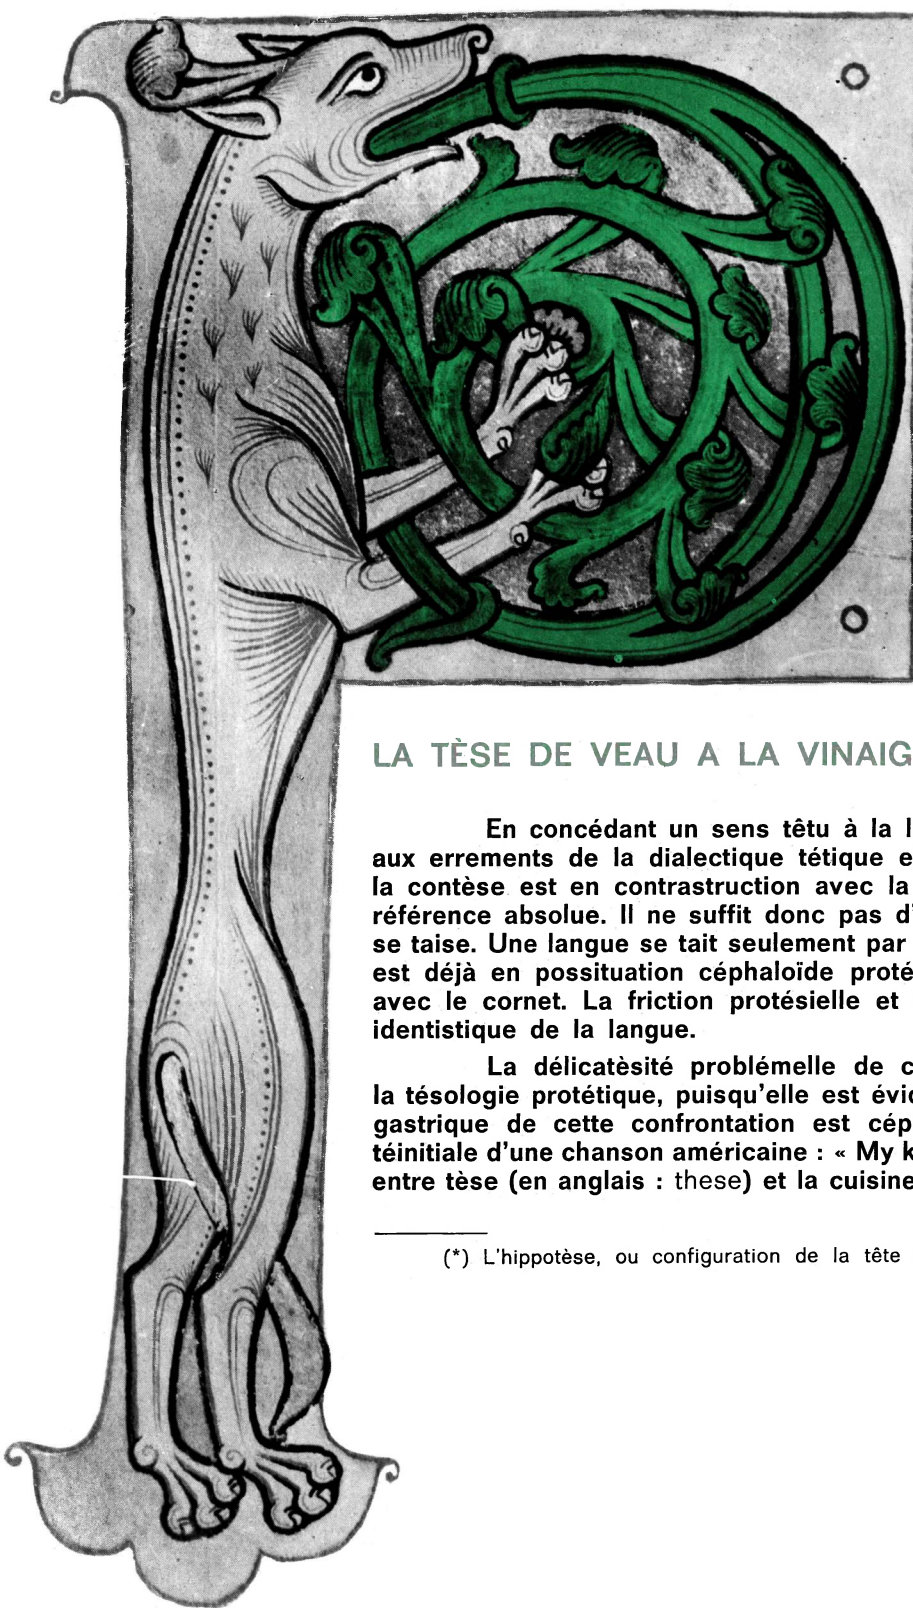 LA TÈSE DE VEAU A LA VINAIG
En concédant un sens têtu à la l
aux errements de la dialectique tétique e
la contèse est en contrastruction avec la
référence absolue. Il ne suffit donc pas d'
se taise. Une langue se tait seulement par
est déjà en possituation céphaloïde proté
avec le cornet. La friction protésielle et
identistique de la langue.
La délicatèsité problémelle de c
la tésologie protétique, puisqu'elle est évid
gastrique de cette confrontation est cép
téinitiale d'une chanson américaine : « My k
entre tèse (en anglais : these) et la cuisine
(*) L'hippotèse, ou configuration de la tête